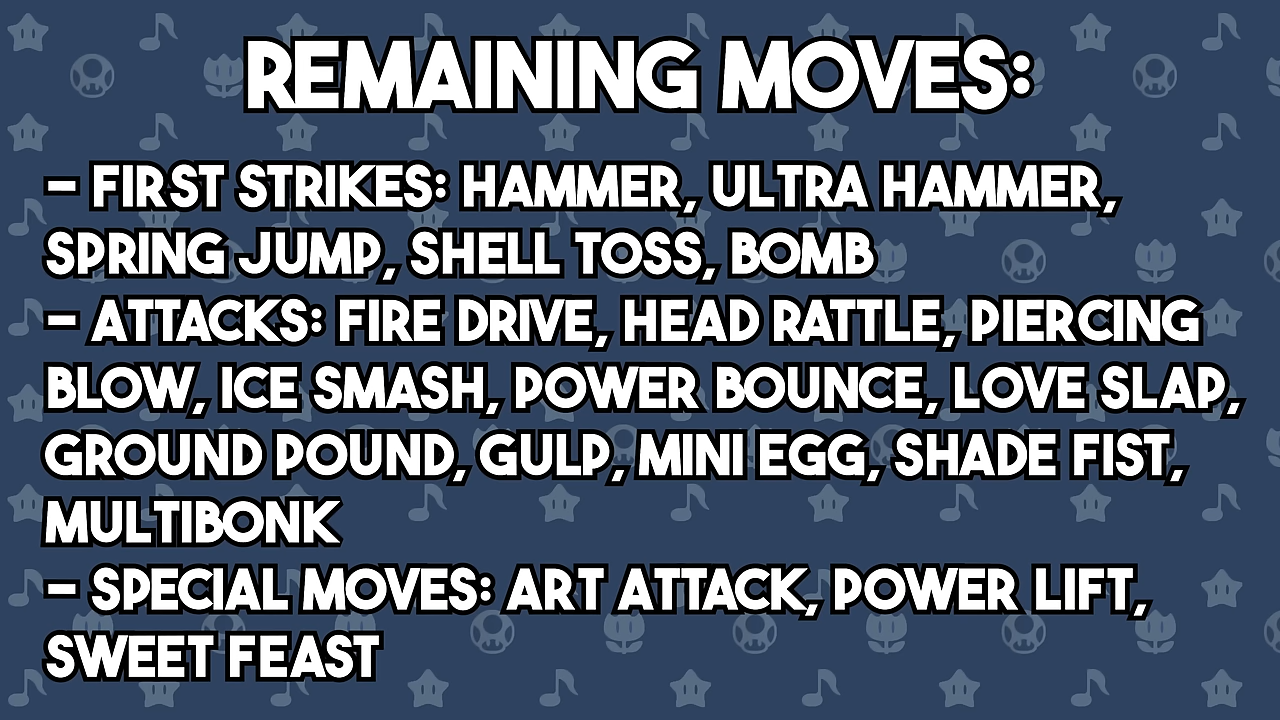 REMAINING MOVES:
- FIRST STRIKES: HAMMER, ULTRA HAMMER,
SPRING JUMP, SHELL TOSS, BOMB
- ATTACKS: FIRE DRIVE, HEAD RATTLE, PIERCING
BLOW, ICE SMASH, POWER BOUNCE, LOVE SLAP,
GROUND POUND, GULP, MINI EGG, SHADE FIST,
MULTIBONK
- SPECIAL MOVES: ART ATTACK, POWER LIFT,
SWEET FEAST